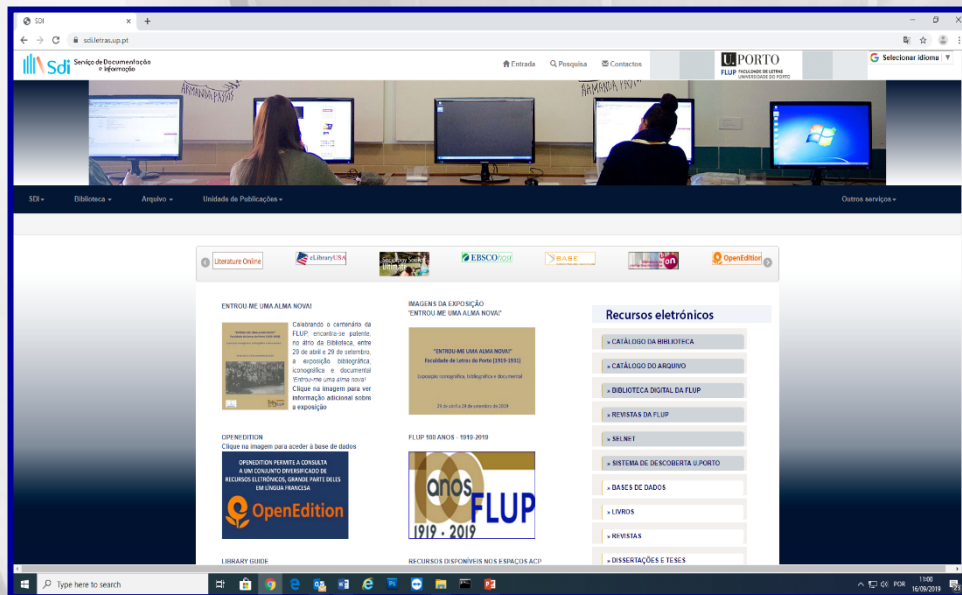 SDI
sdi.letras.up.pt
Sdi Serviço de Documentação
e Informação
Entrada
Pesquisa
Contactos
U.PORTO
FLUP FACULDADE DE LETRAS
UNIVERSIDADE DO PORTO
Selecionar idioma
ARMANDA PASSOS
SDI
Biblioteca
Arquivo
Unidade de Publicações
Outros serviços
Literature Online
eLibraryUSA
Ultimate
EBSCOhost
BASE
on
OpenEdition
ENTROU-ME UMA ALMA NOVA!
Celebrando o centenário da
FLUP, encontra-se patente,
no átrio da Biblioteca, entre
29 de abril e 29 de setembro,
a exposição bibliográfica,
iconográfica e documental
'Entrou-me uma alma nova!'
Clique na imagem para ver
informação adicional sobre
a exposição
IMAGENS DA EXPOSIÇÃO
'ENTROU-ME UMA ALMA NOVA!'
"ENTROU-ME UMA ALMA NOVA!"
Faculdade de Letras do Porto (1919-1931)
Exposição iconográfica, bibliográfica e documental
29 de abril a 29 de setembro de 2019
OPENEDITION
Clique na imagem para aceder à base de dados
OPENEDITION PERMITE A CONSULTA
A UM CONJUNTO DIVERSIFICADO DE
RECURSOS ELETRÓNICOS, GRANDE PARTE DELES
EM LÍNGUA FRANCESA
OpenEdition
FLUP 100 ANOS - 1919-2019
100 anos FLUP
1919 - 2019
LIBRARY GUIDE
RECURSOS DISPONÍVEIS NOS ESPAÇOS ACP
Recursos eletrónicos
» CATÁLOGO DA BIBLIOTECA
» CATÁLOGO DO ARQUIVO
» BIBLIOTECA DIGITAL DA FLUP
» REVISTAS DA FLUP
» SELNET
» SISTEMA DE DESCOBERTA U.PORTO
» BASES DE DADOS
» LIVROS
» REVISTAS
» DISSERTAÇÕES E TESES
Type here to search
POR
11:00
16/09/2019